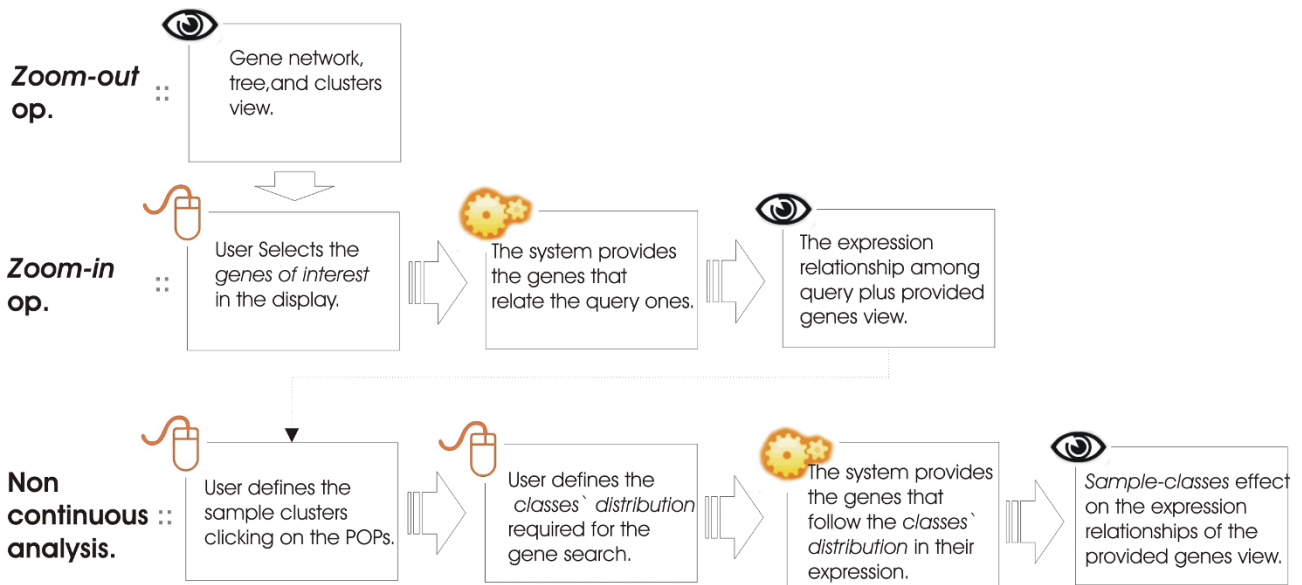 Zoom-out
op.
::
Gene network,
tree,and clusters
view.
Zoom-in
op.
::
User Selects the
genes of interest
in the display.
The system provides
the genes that
relate the query ones.
The expression
relationship among
query plus provided
genes view.
Non
continuous
analysis.
::
User defines the
sample clusters
clicking on the POPs.
User defines the
classes` distribution
required for the
gene search.
The system provides
the genes that
follow the classes`
distribution in their
expression.
Sample-classes effect
on the expression
relationships of the
provided genes view.